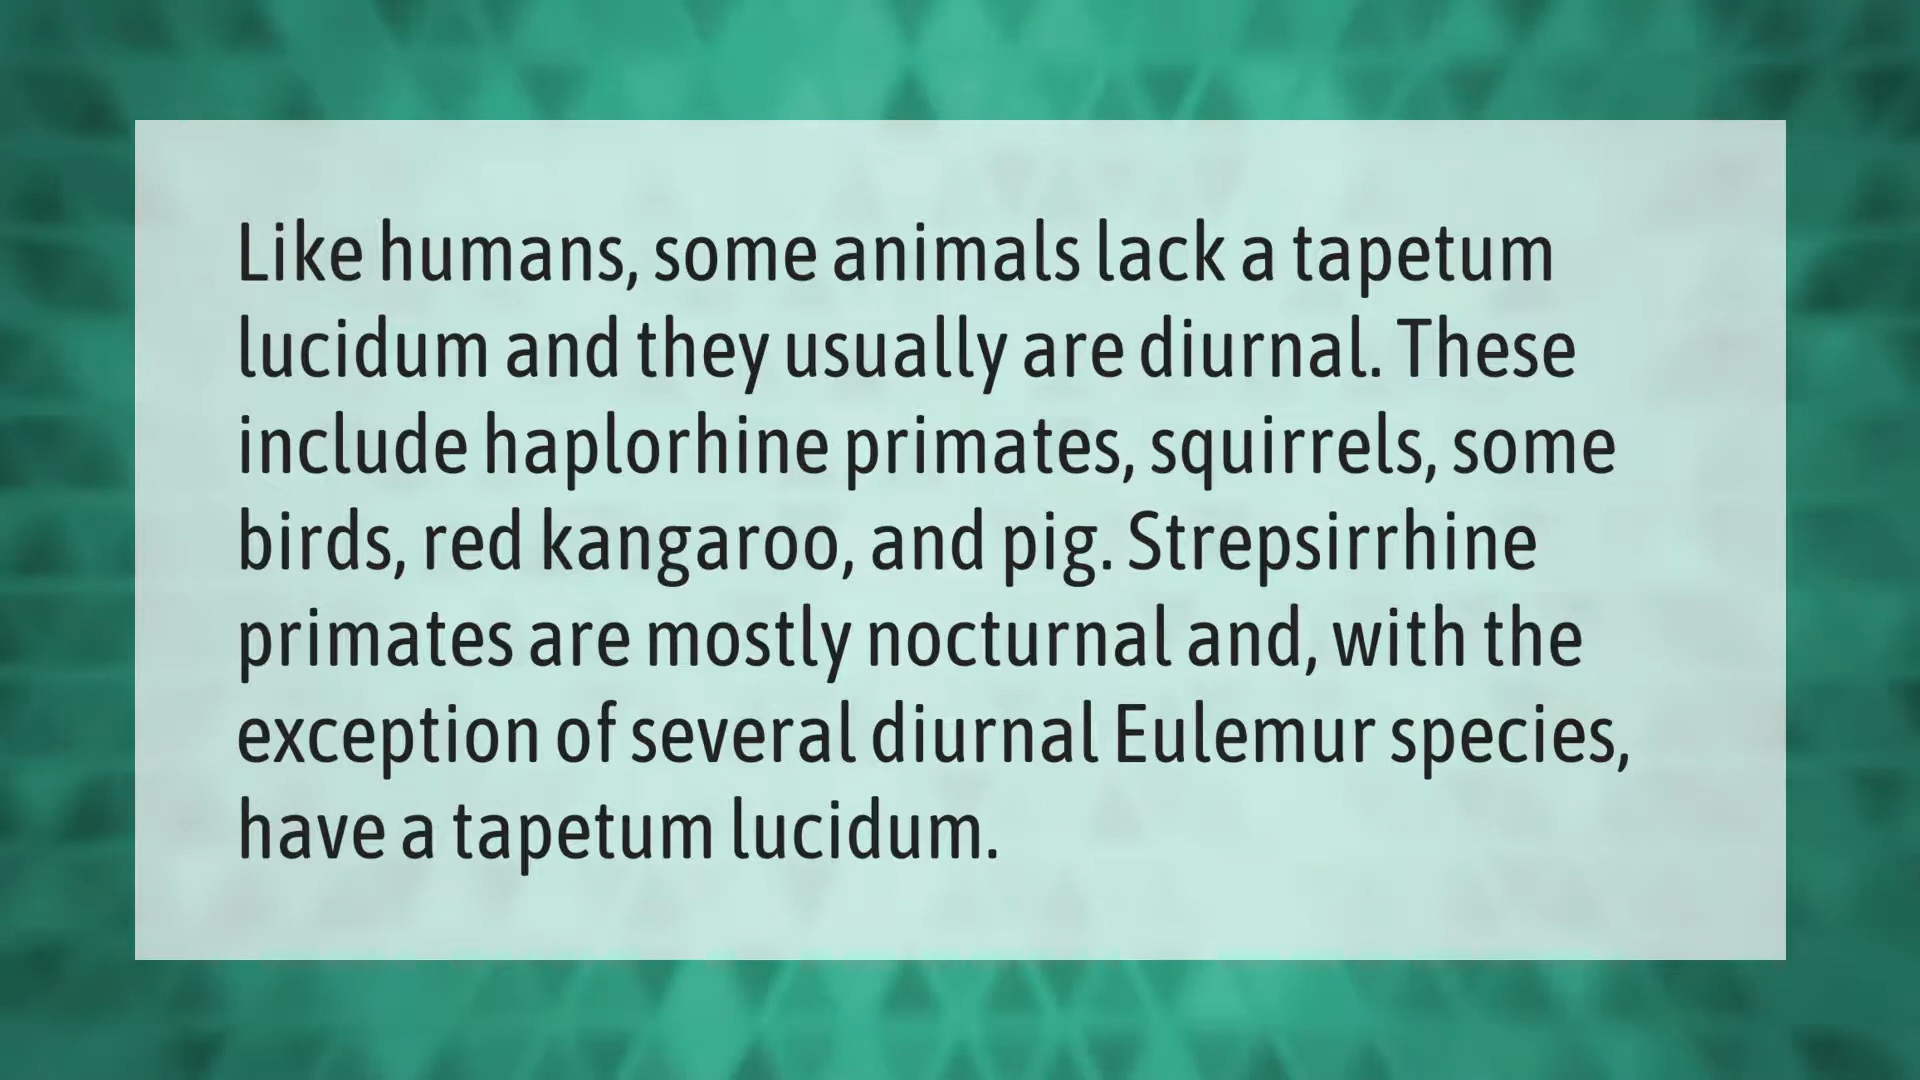 Like humans, some animals lack a tapetum
lucidum and they usually are diurnal. These
include haplorhine primates, squirrels, some
birds, red kangaroo, and pig. Strepsirrhine
primates are mostly nocturnal and, with the
exception of several diurnal Eulemur species,
have a tapetum lucidum.